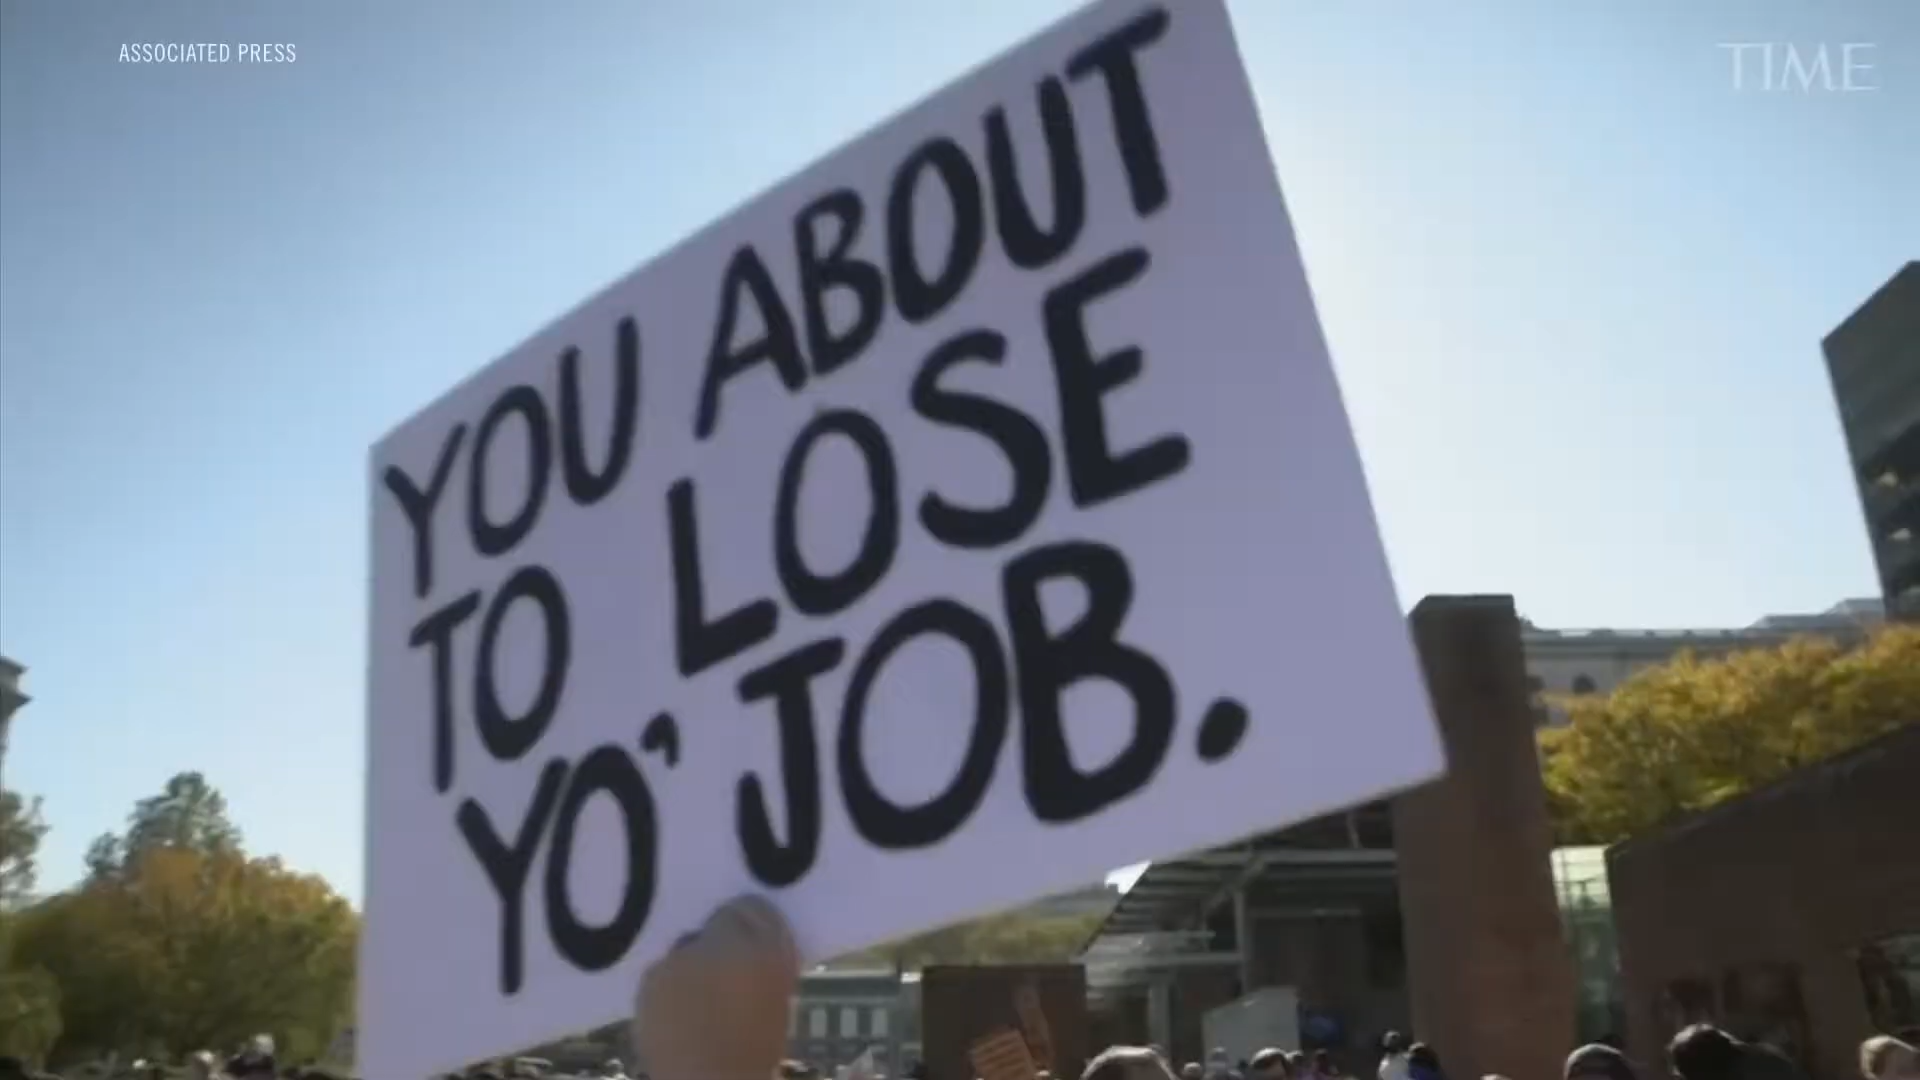 ASSOCIATED PRESS
TIME
YOU ABOUT
TO LOSE
YO' JOB.